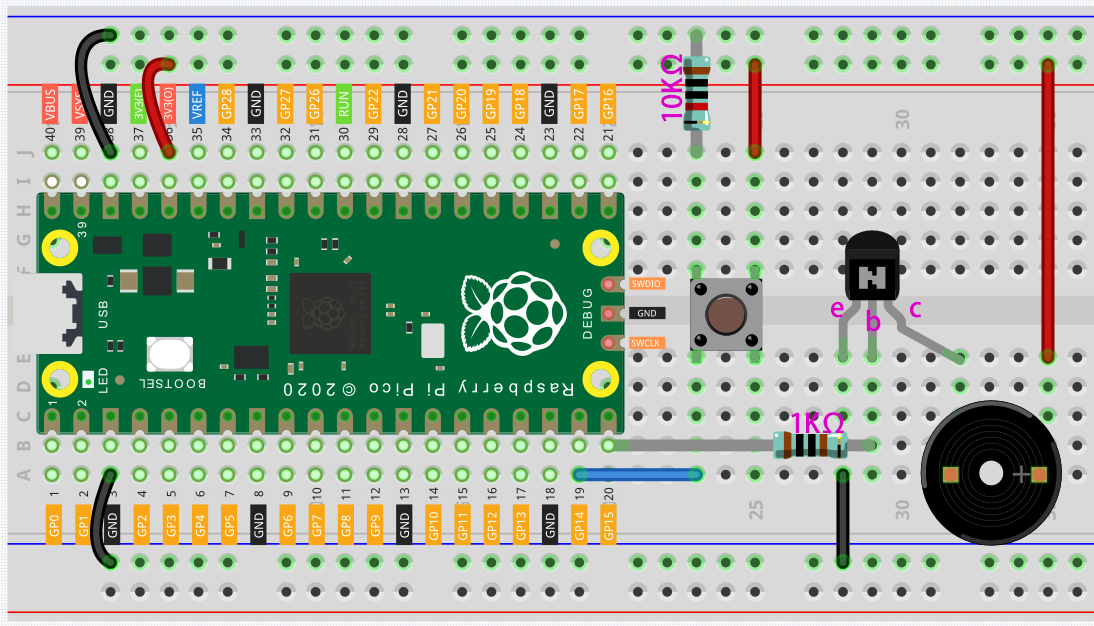 10KΩ
VBUS GND 3V3(O) VREF GP28 GND GP27 GP26 RUN GP22 GND GP21 GP20 GP19 GP18 GND GP17 GP16
40 39 38 37 36 35 34 33 32 31 30 29 28 27 26 25 24 23 22 21
30
J
I
H
G
F
E
D
C
B
A
39
USB
BOOTSEL
LED
1
2
Raspberry Pi Pico © 2020
DEBUG
SWDIO
GND
SWCLK
N
e b c
1KΩ
+
1 2 3 4 5 6 7 8 9 10 11 12 13 14 15 16 17 18 19 20
25 30
GP0 GP1 GND GP2 GP3 GP4 GP5 GND GP6 GP7 GP8 GP9 GND GP10 GP11 GP12 GP13 GND GP14 GP15